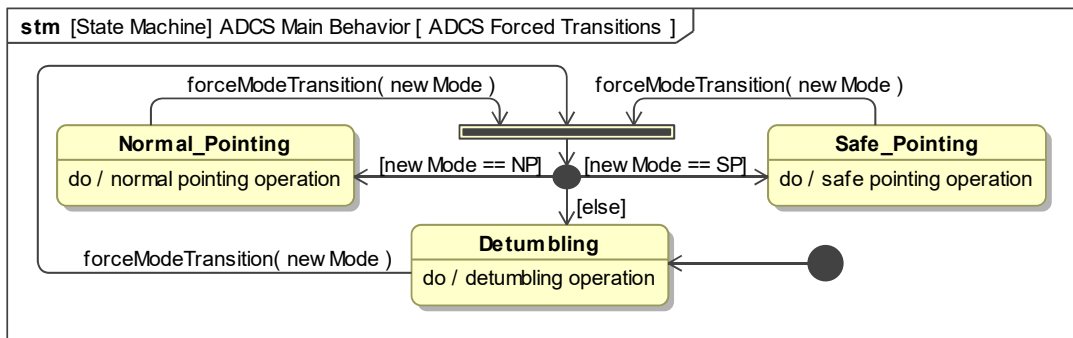 stm [State Machine] ADCS Main Behavior [ ADCS Forced Transitions ]
forceModeTransition( new Mode )
forceModeTransition( new Mode )
Normal_Pointing
do / normal pointing operation
Safe_Pointing
do / safe pointing operation
[new Mode == NP]
[new Mode == SP]
[else]
Detumbling
do / detumbling operation
forceModeTransition( new Mode )